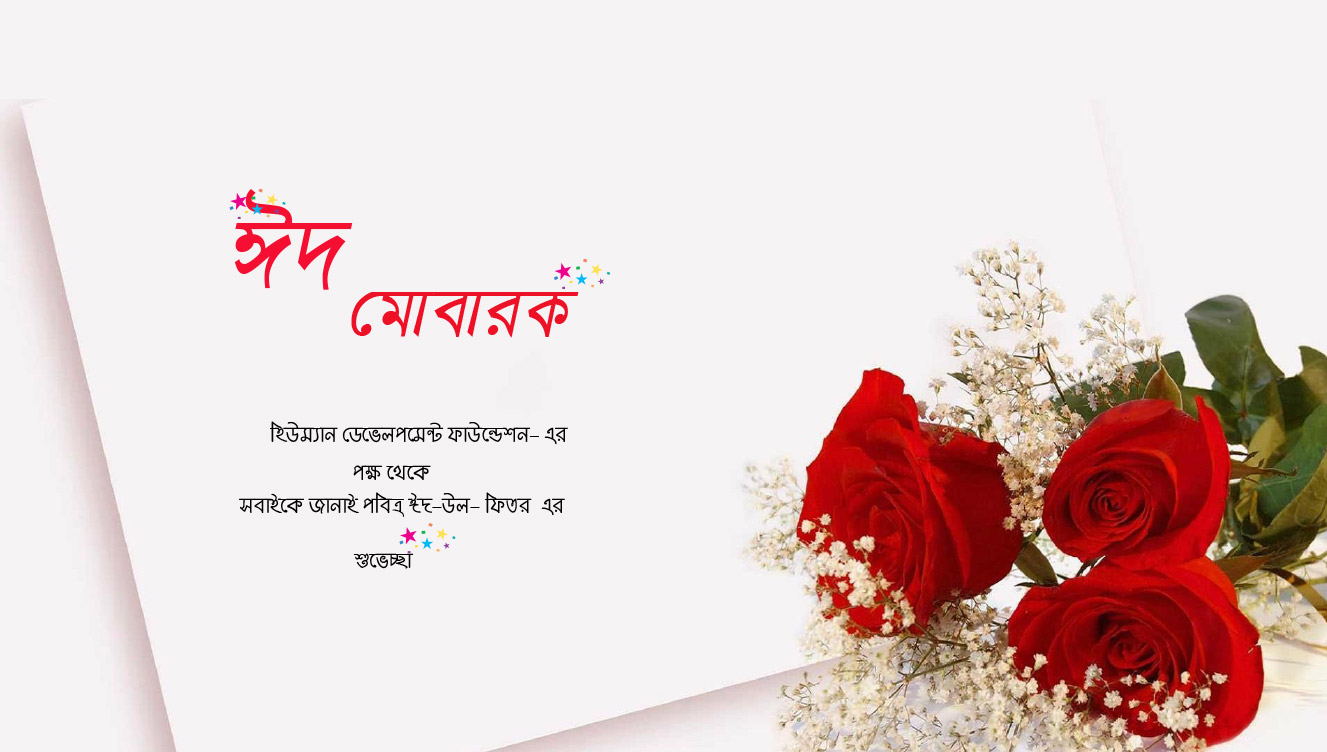 ঈদ
মোবারক
হিউম্যান ডেভেলপমেন্ট ফাউন্ডেশন- এর
পক্ষ থেকে
সবাইকে জানাই পবিত্র ঈদ-উল- ফিতর এর
শুভেচ্ছা